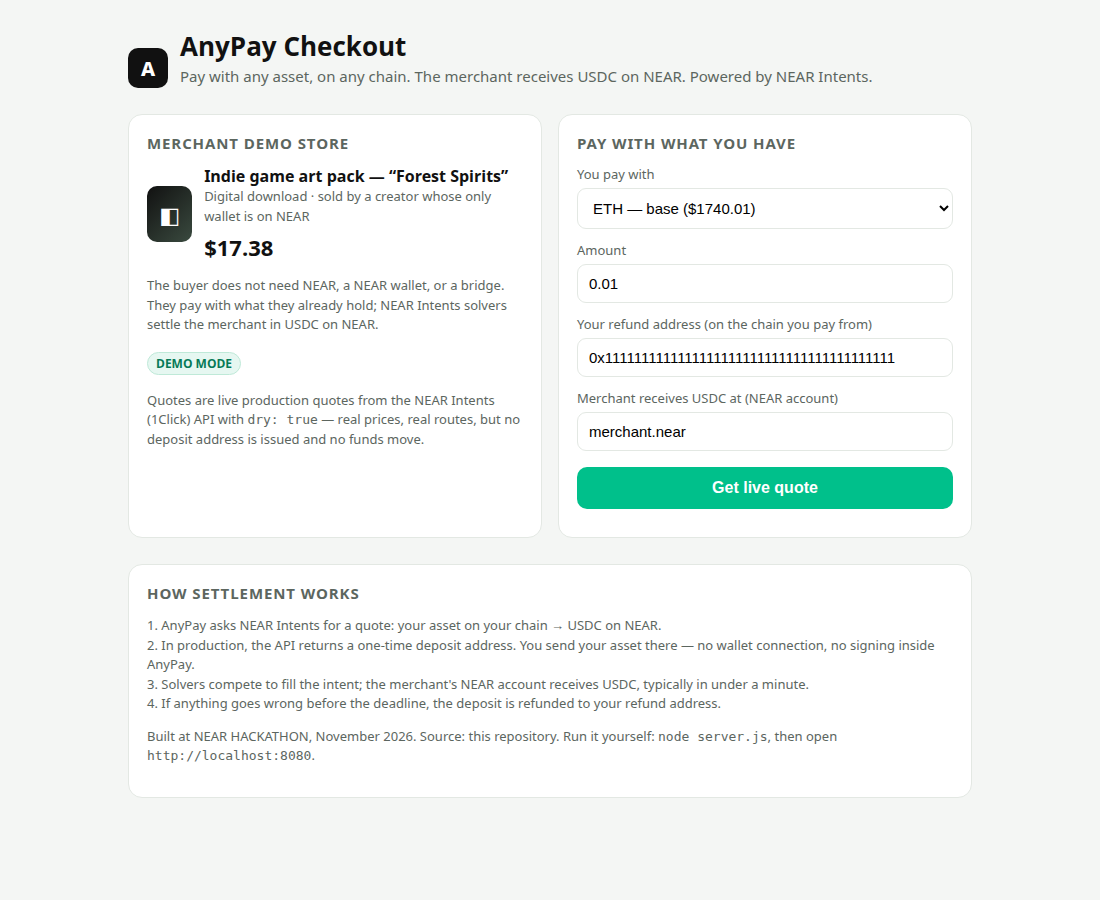 A
AnyPay Checkout
Pay with any asset, on any chain. The merchant receives USDC on NEAR. Powered by NEAR Intents.
MERCHANT DEMO STORE
Indie game art pack — “Forest Spirits”
Digital download · sold by a creator whose only
wallet is on NEAR
$17.38
The buyer does not need NEAR, a NEAR wallet, or a bridge.
They pay with what they already hold; NEAR Intents solvers
settle the merchant in USDC on NEAR.
DEMO MODE
Quotes are live production quotes from the NEAR Intents
(1Click) API with dry: true — real prices, real routes, but no
deposit address is issued and no funds move.
PAY WITH WHAT YOU HAVE
You pay with
ETH — base ($1740.01)
Amount
0.01
Your refund address (on the chain you pay from)
0x1111111111111111111111111111111111111111
Merchant receives USDC at (NEAR account)
merchant.near
Get live quote
HOW SETTLEMENT WORKS
1. AnyPay asks NEAR Intents for a quote: your asset on your chain → USDC on NEAR.
2. In production, the API returns a one-time deposit address. You send your asset there — no wallet connection, no signing inside
AnyPay.
3. Solvers compete to fill the intent; the merchant's NEAR account receives USDC, typically in under a minute.
4. If anything goes wrong before the deadline, the deposit is refunded to your refund address.
Built at NEAR HACKATHON, November 2026. Source: this repository. Run it yourself: node server.js, then open
http://localhost:8080.